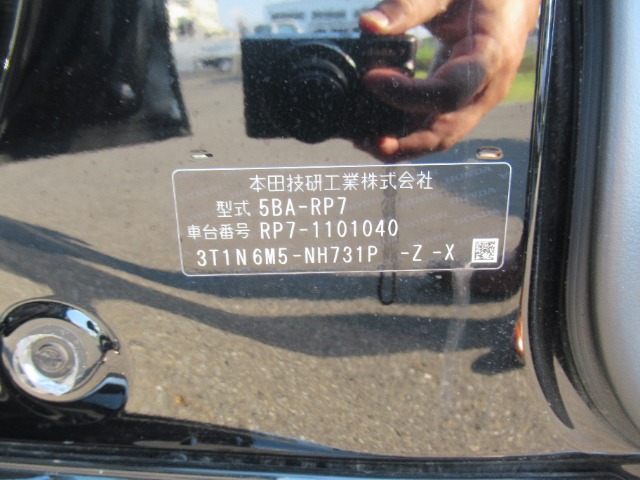 本田技研工業株式会社
型式 5BA-RP7
車台番号 RP7-1101040
3T1N6M5-NH731P -Z -X